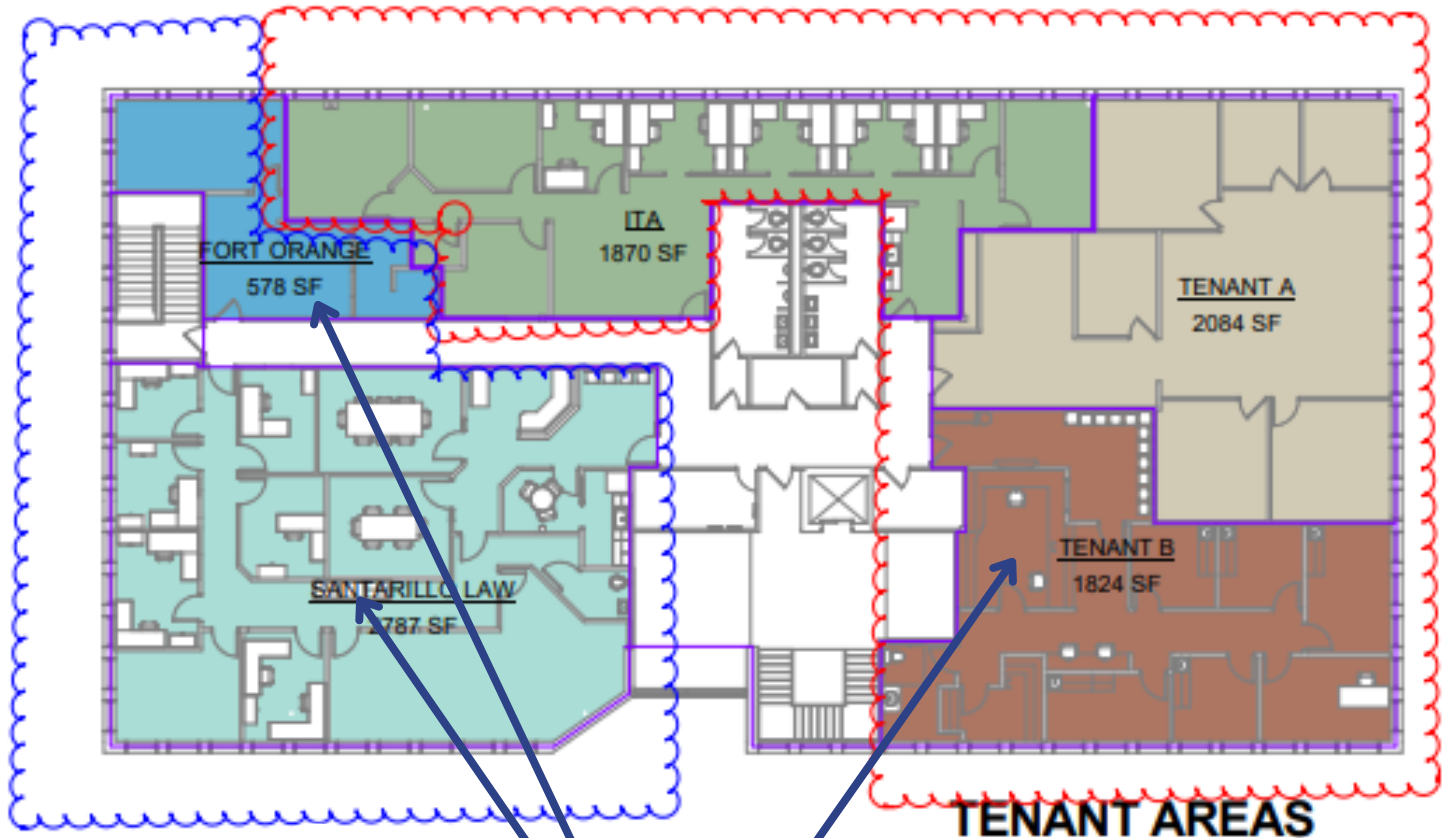 FORT ORANGE
578 SF
ITA
1870 SF
TENANT A
2084 SF
TENANT B
1824 SF
SANTARILLO LAW
2787 SF
TENANT AREAS